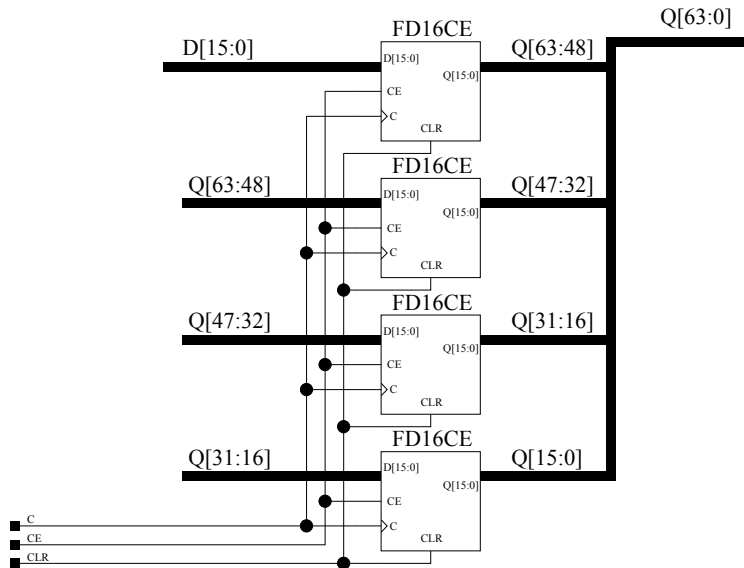 Q[63:0]
FD16CE
D[15:0]
Q[63:48]
D[15:0]
Q[15:0]
CE
C
CLR
FD16CE
Q[63:48]
Q[47:32]
D[15:0]
Q[15:0]
CE
C
CLR
FD16CE
Q[47:32]
Q[31:16]
D[15:0]
Q[15:0]
CE
C
CLR
FD16CE
Q[31:16]
Q[15:0]
D[15:0]
Q[15:0]
CE
C
CLR
C
CE
CLR